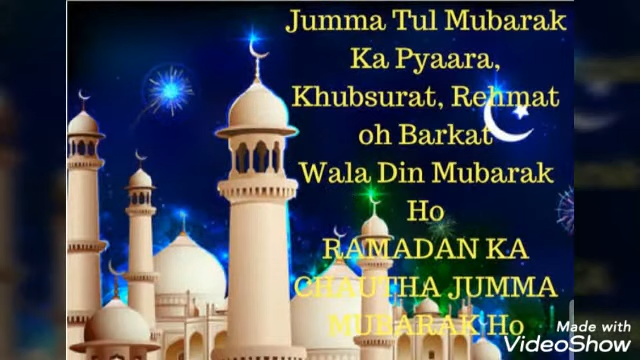 Jumma Tul Mubarak
Ka Pyaara,
Khubsurat, Rehmat
oh Barkat
Wala Din Mubarak
Ho
RAMADAN KA
CHAUTHA JUMMA
MUBARAK Ho
Made with
VideoShow